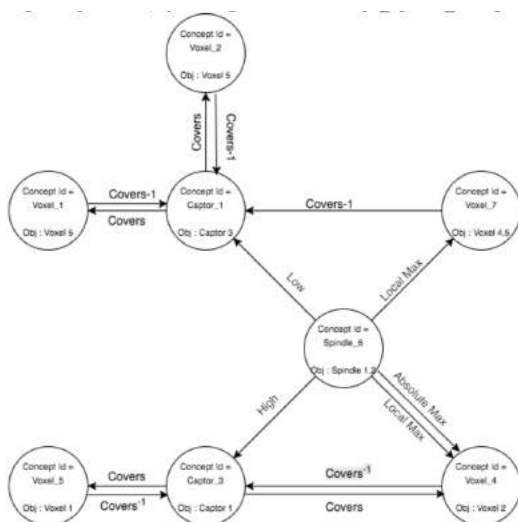 Concept Id =
Voxel_2
Obj : Voxel 5
Covers
Covers-1
Concept Id =
Voxel_1
Obj : Voxel 5
Covers-1
Covers
Concept Id =
Captor_1
Obj : Captor 3
Covers-1
Concept Id =
Voxel_7
Obj : Voxel 4,5
Low
Local Max
Concept Id =
Spindle_6
Obj : Spindle 1,2
High
Absolute Max
Local Max
Concept Id =
Voxel_5
Obj : Voxel 1
Covers
Covers⁻¹
Concept Id =
Captor_3
Obj : Captor 1
Covers⁻¹
Covers
Concept Id =
Voxel_4
Obj : Voxel 2